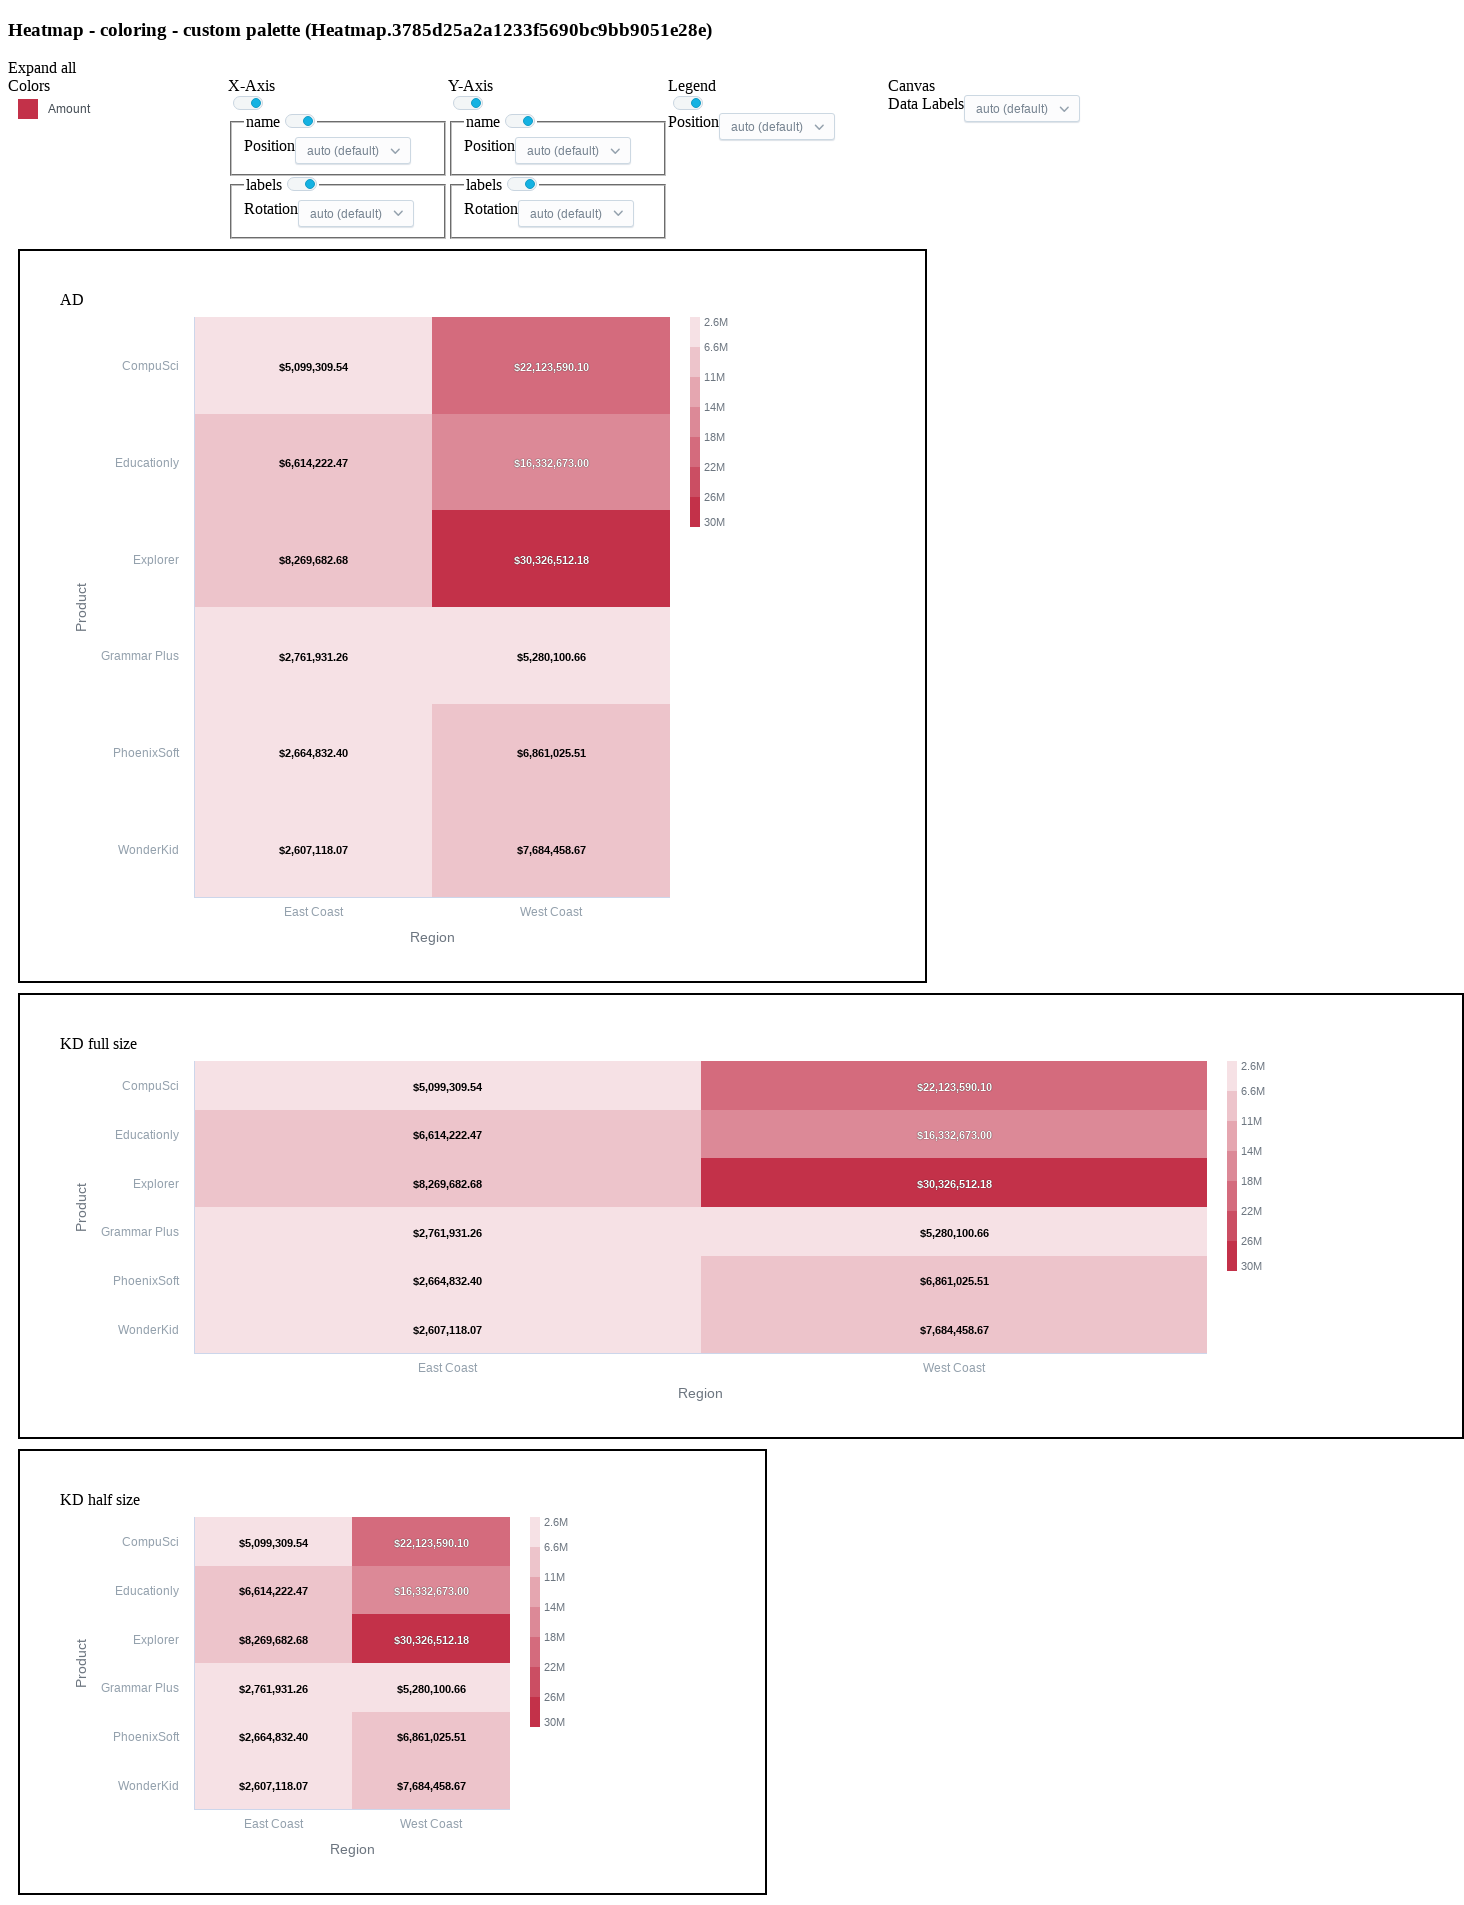 Heatmap - coloring - custom palette (Heatmap.3785d25a2a1233f5690bc9bb9051e28e)
Expand all
Colors
Amount
X-Axis
name
Position auto (default)
labels
Rotation auto (default)
Y-Axis
name
Position auto (default)
labels
Rotation auto (default)
Legend
Position auto (default)
Canvas
Data Labels auto (default)
AD
Product
CompuSci $5,099,309.54 $22,123,590.10
Educationly $6,614,222.47 $16,332,673.00
Explorer $8,269,682.68 $30,326,512.18
Grammar Plus $2,761,931.26 $5,280,100.66
PhoenixSoft $2,664,832.40 $6,861,025.51
WonderKid $2,607,118.07 $7,684,458.67
East Coast West Coast
Region
2.6M
6.6M
11M
14M
18M
22M
26M
30M
KD full size
Product
CompuSci $5,099,309.54 $22,123,590.10
Educationly $6,614,222.47 $16,332,673.00
Explorer $8,269,682.68 $30,326,512.18
Grammar Plus $2,761,931.26 $5,280,100.66
PhoenixSoft $2,664,832.40 $6,861,025.51
WonderKid $2,607,118.07 $7,684,458.67
East Coast West Coast
Region
2.6M
6.6M
11M
14M
18M
22M
26M
30M
KD half size
Product
CompuSci $5,099,309.54 $22,123,590.10
Educationly $6,614,222.47 $16,332,673.00
Explorer $8,269,682.68 $30,326,512.18
Grammar Plus $2,761,931.26 $5,280,100.66
PhoenixSoft $2,664,832.40 $6,861,025.51
WonderKid $2,607,118.07 $7,684,458.67
East Coast West Coast
Region
2.6M
6.6M
11M
14M
18M
22M
26M
30M